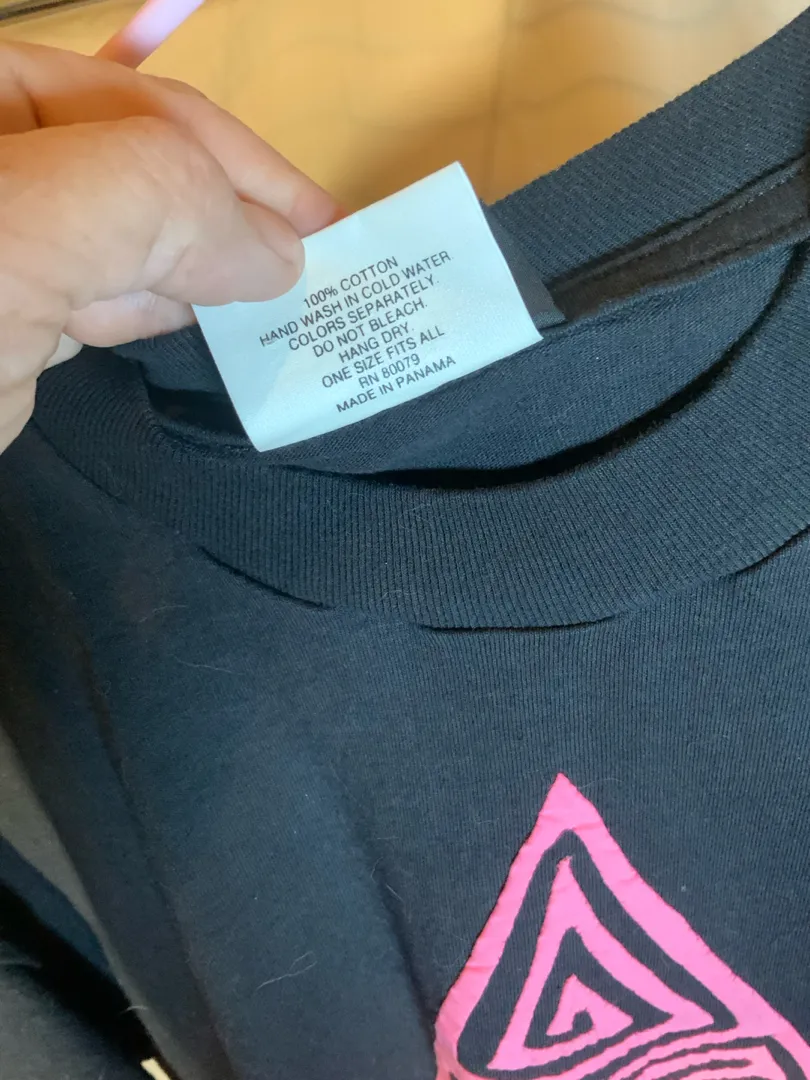 100% COTTON
HAND WASH IN COLD WATER
COLORS SEPARATELY.
DO NOT BLEACH.
HANG DRY.
ONE SIZE FITS ALL
RN 80079
MADE IN PANAMA